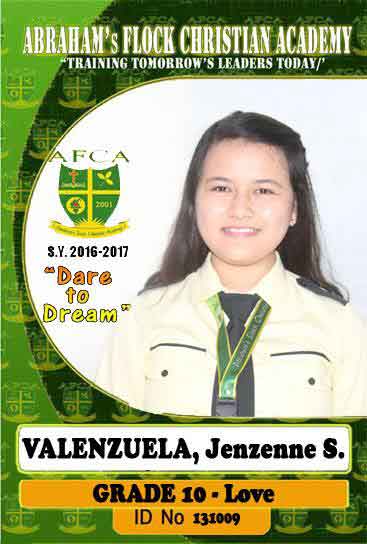 ABRAHAM's FLOCK CHRISTIAN ACADEMY
“TRAINING TOMORROW'S LEADERS TODAY/'
AFCA
2001
S.Y. 2016-2017
“Dare
to
Dream”
VALENZUELA, Jenzenne S.
GRADE 10 - Love
ID No 131009